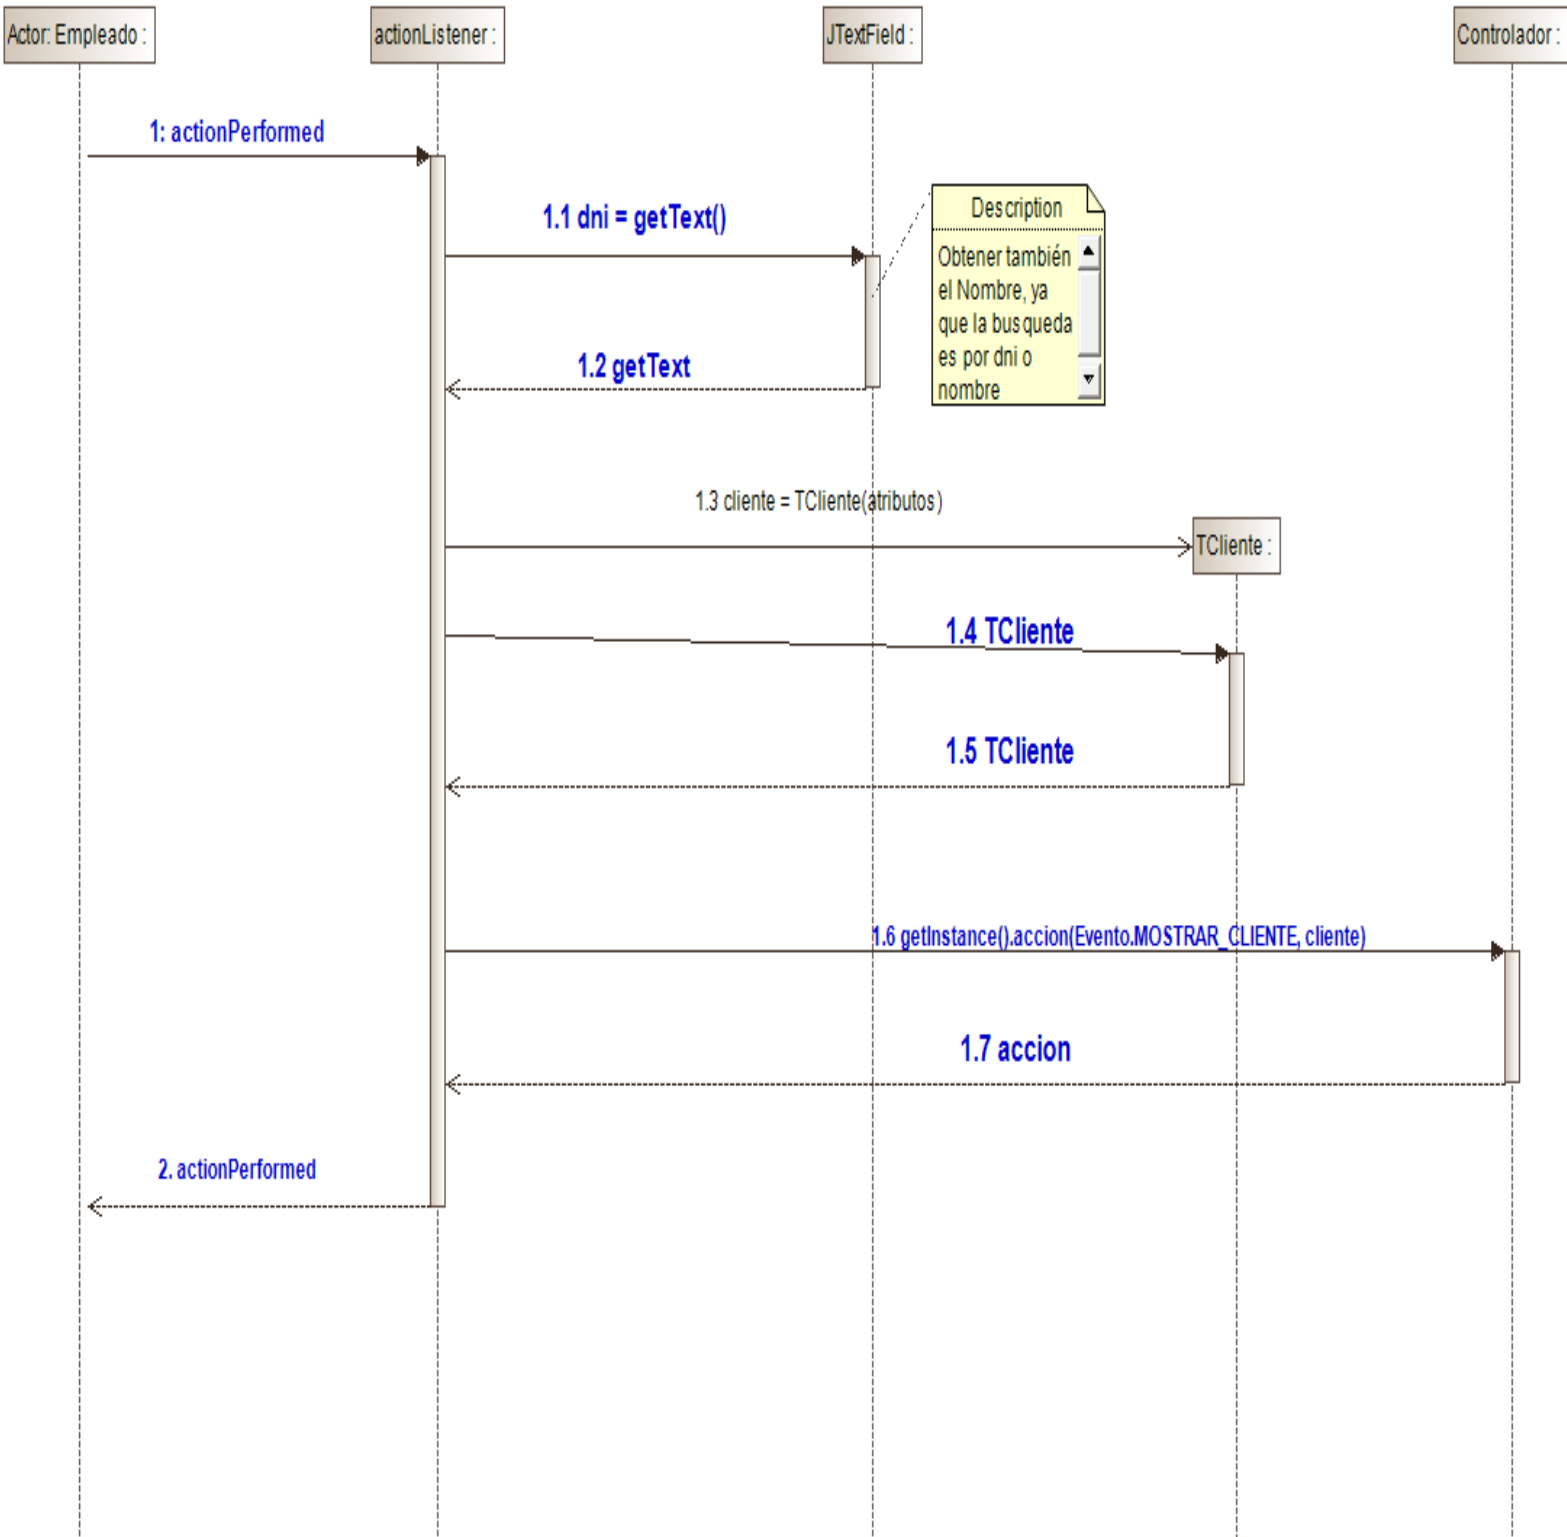 Actor: Empleado :
actionListener :
JTextField :
Controlador :
1: actionPerformed
1.1 dni = getText()
Description
Obtener también
el Nombre, ya
que la busqueda
es por dni o
nombre
1.2 getText
1.3 cliente = TCliente(atributos)
TCliente :
1.4 TCliente
1.5 TCliente
1.6 getInstance().accion(Evento.MOSTRAR_CLIENTE, cliente)
1.7 accion
2. actionPerformed